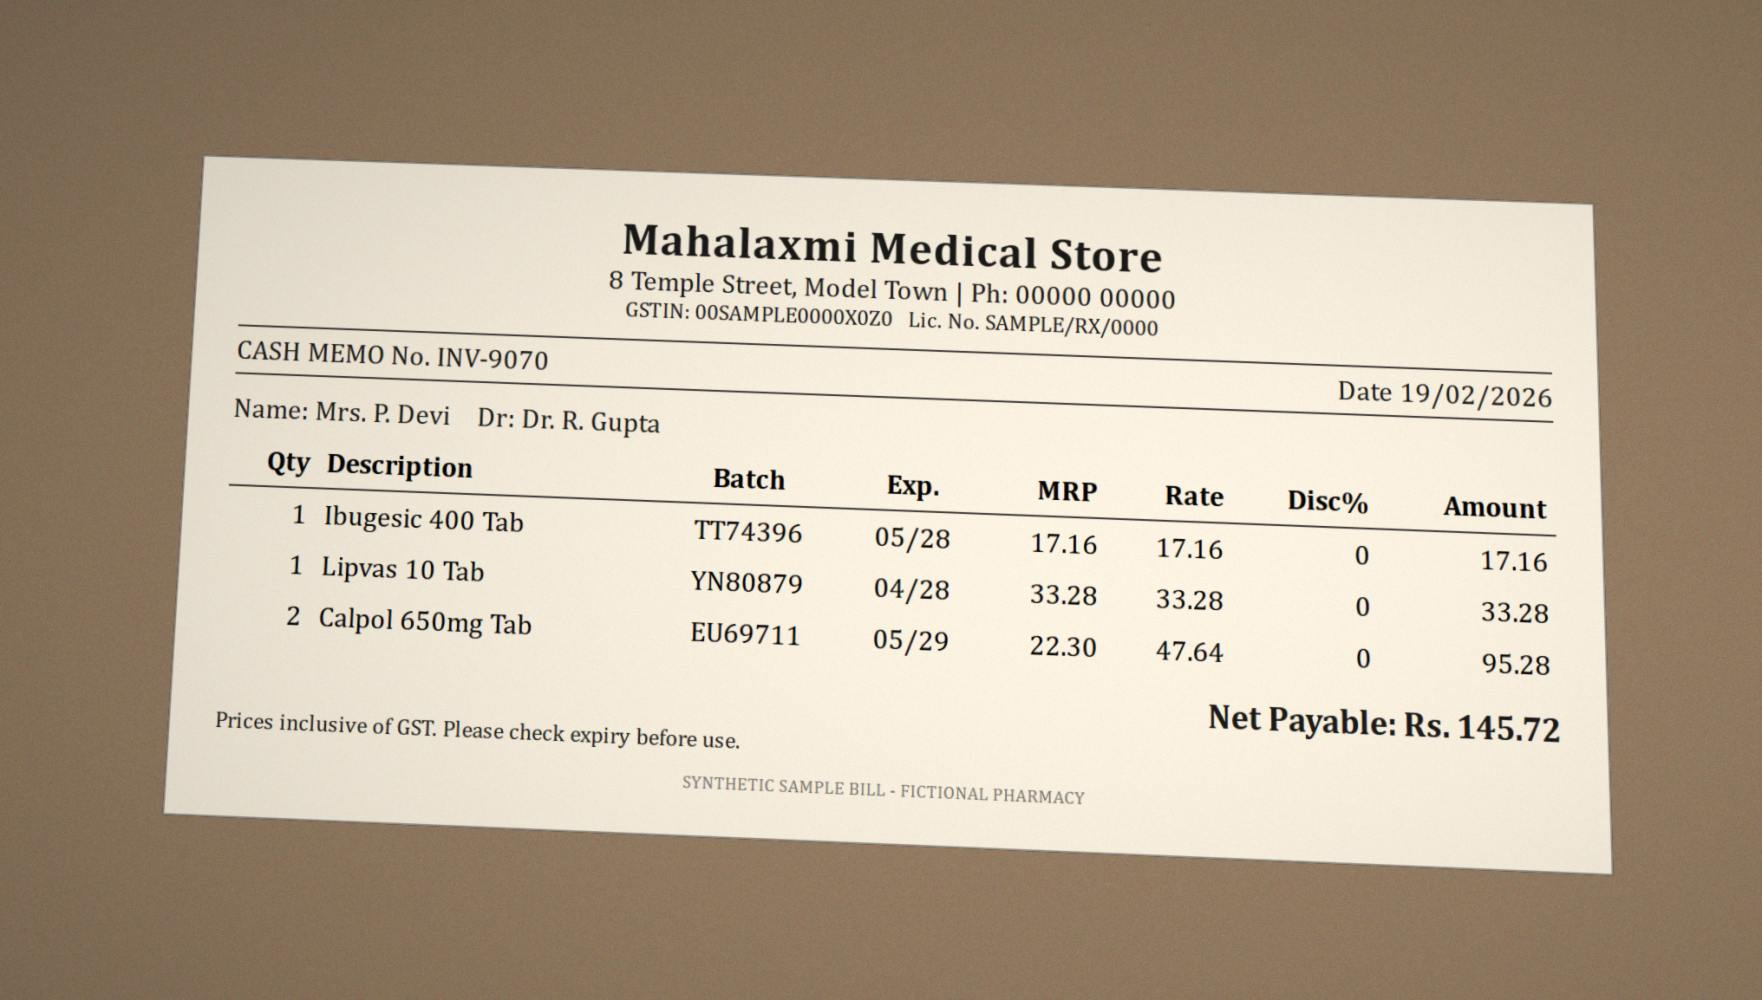 Mahalaxmi Medical Store
8 Temple Street, Model Town | Ph: 00000 00000
GSTIN: 00SAMPLE0000X0Z0 Lic. No. SAMPLE/RX/0000
CASH MEMO No. INV-9070 Date 19/02/2026
Name: Mrs. P. Devi Dr: Dr. R. Gupta
Qty Description Batch Exp. MRP Rate Disc% Amount
1 Ibugesic 400 Tab TT74396 05/28 17.16 17.16 0 17.16
1 Lipvas 10 Tab YN80879 04/28 33.28 33.28 0 33.28
2 Calpol 650mg Tab EU69711 05/29 22.30 47.64 0 95.28
Net Payable: Rs. 145.72
Prices inclusive of GST. Please check expiry before use.
SYNTHETIC SAMPLE BILL - FICTIONAL PHARMACY